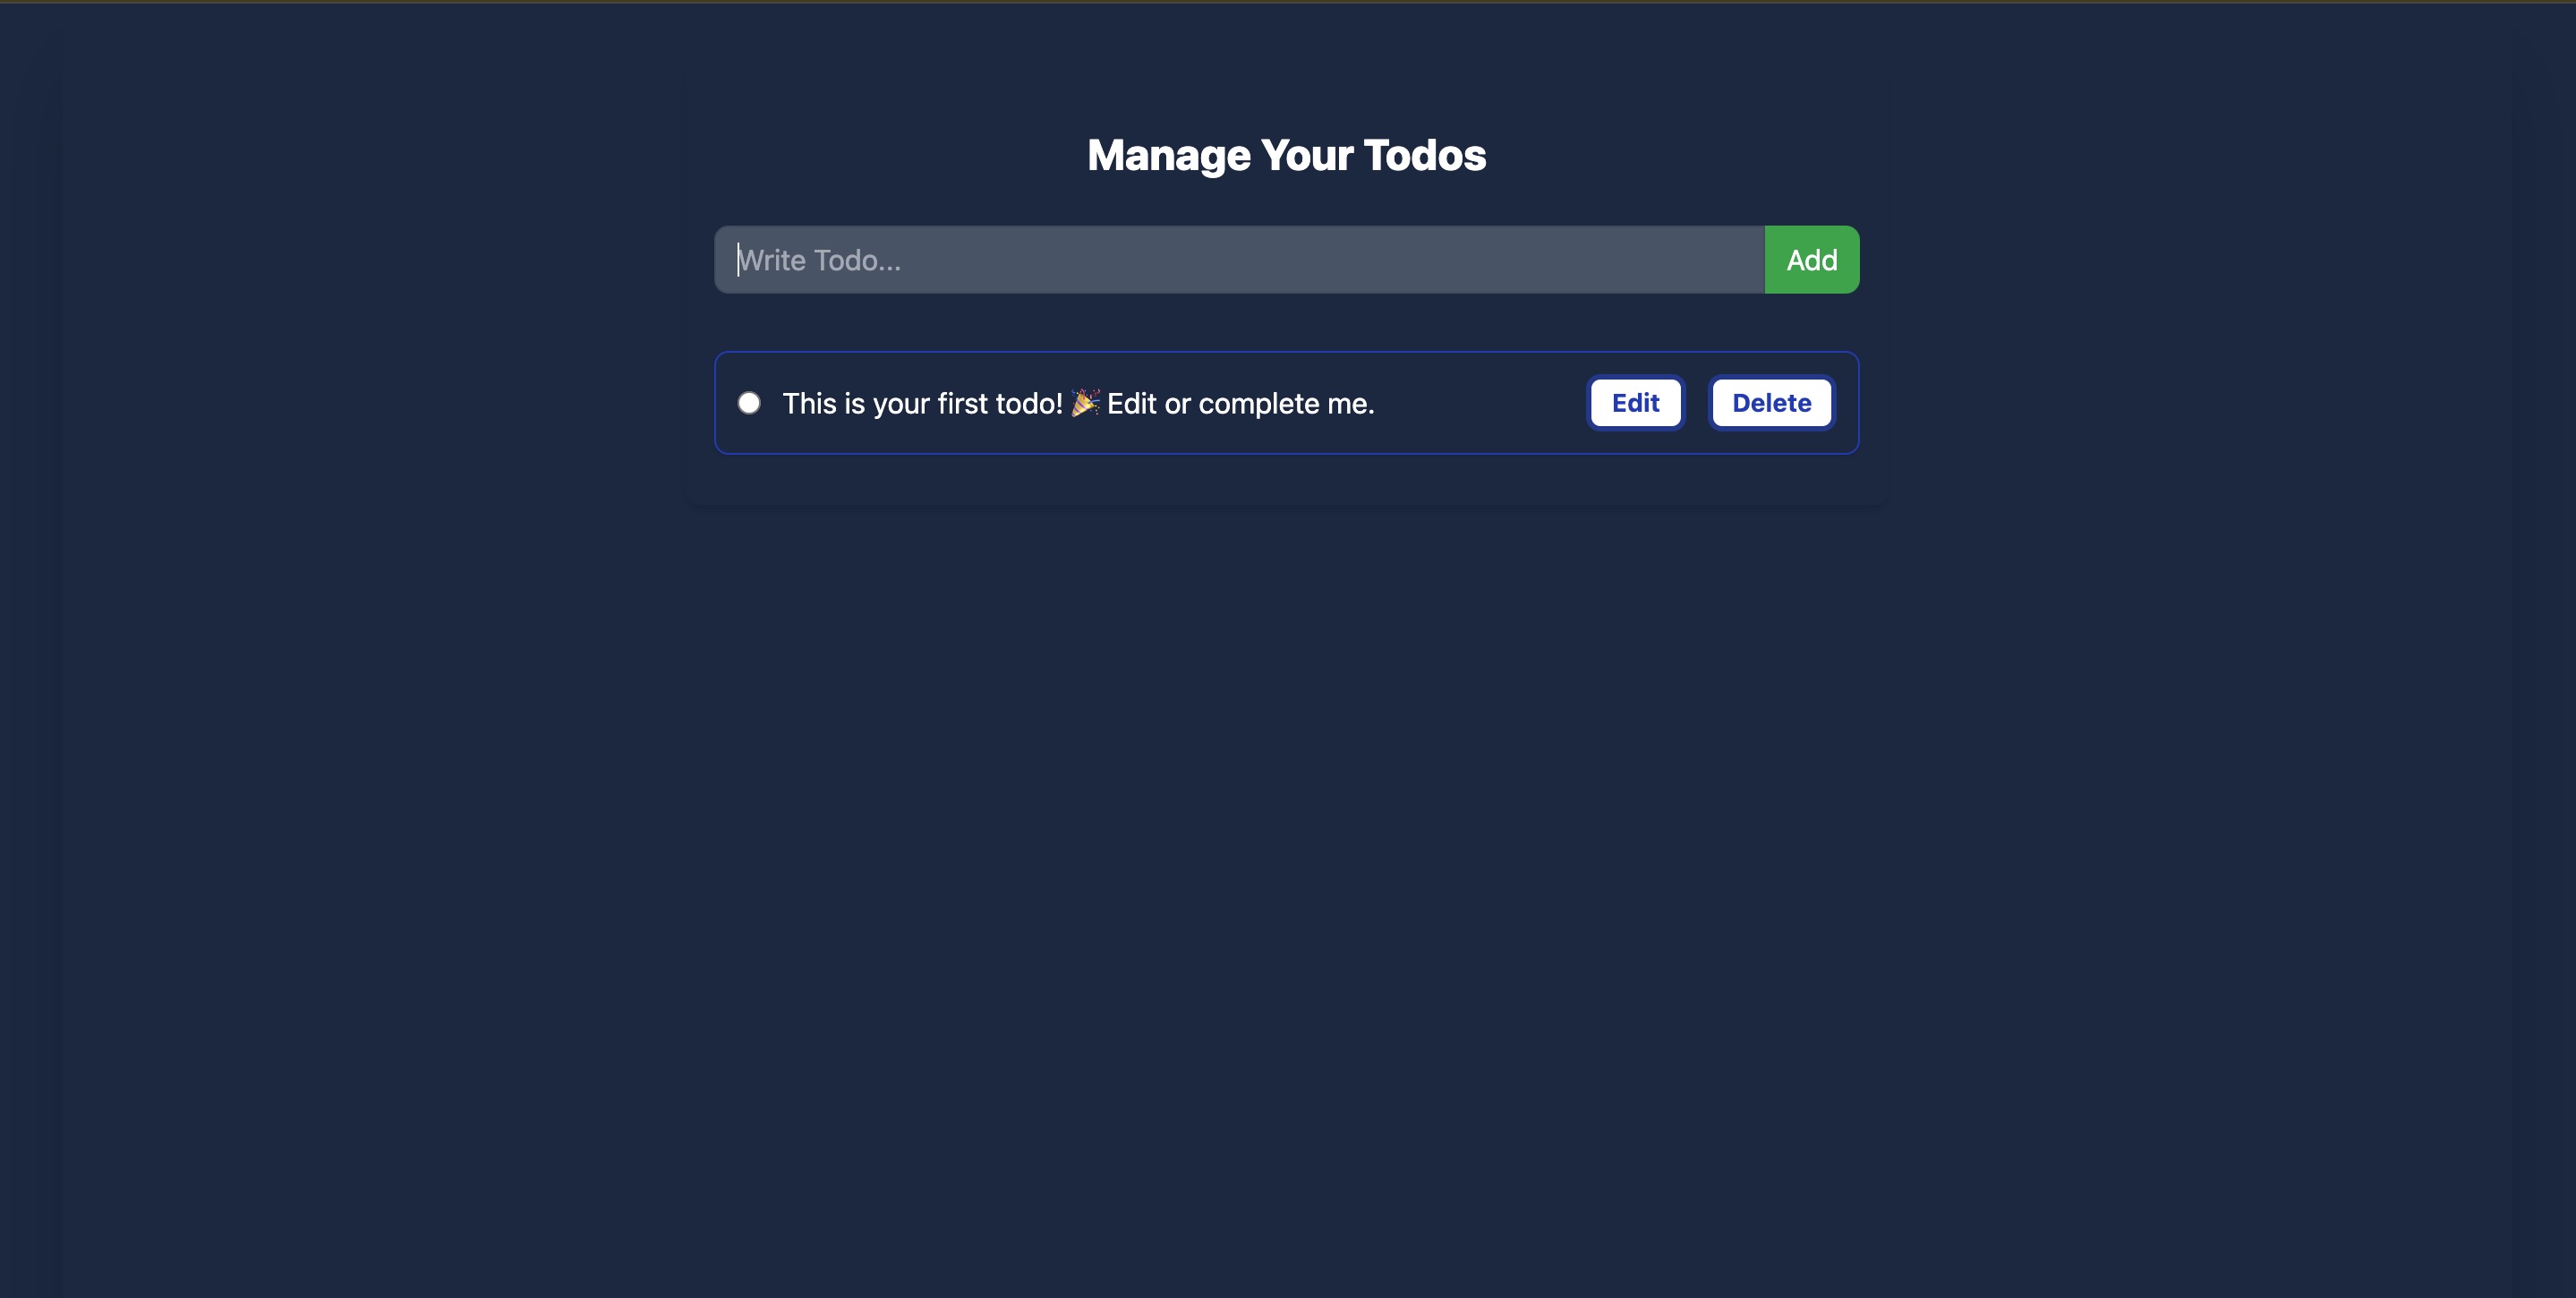 Manage Your Todos
Write Todo...
Add
This is your first todo! 🎉 Edit or complete me.
Edit
Delete